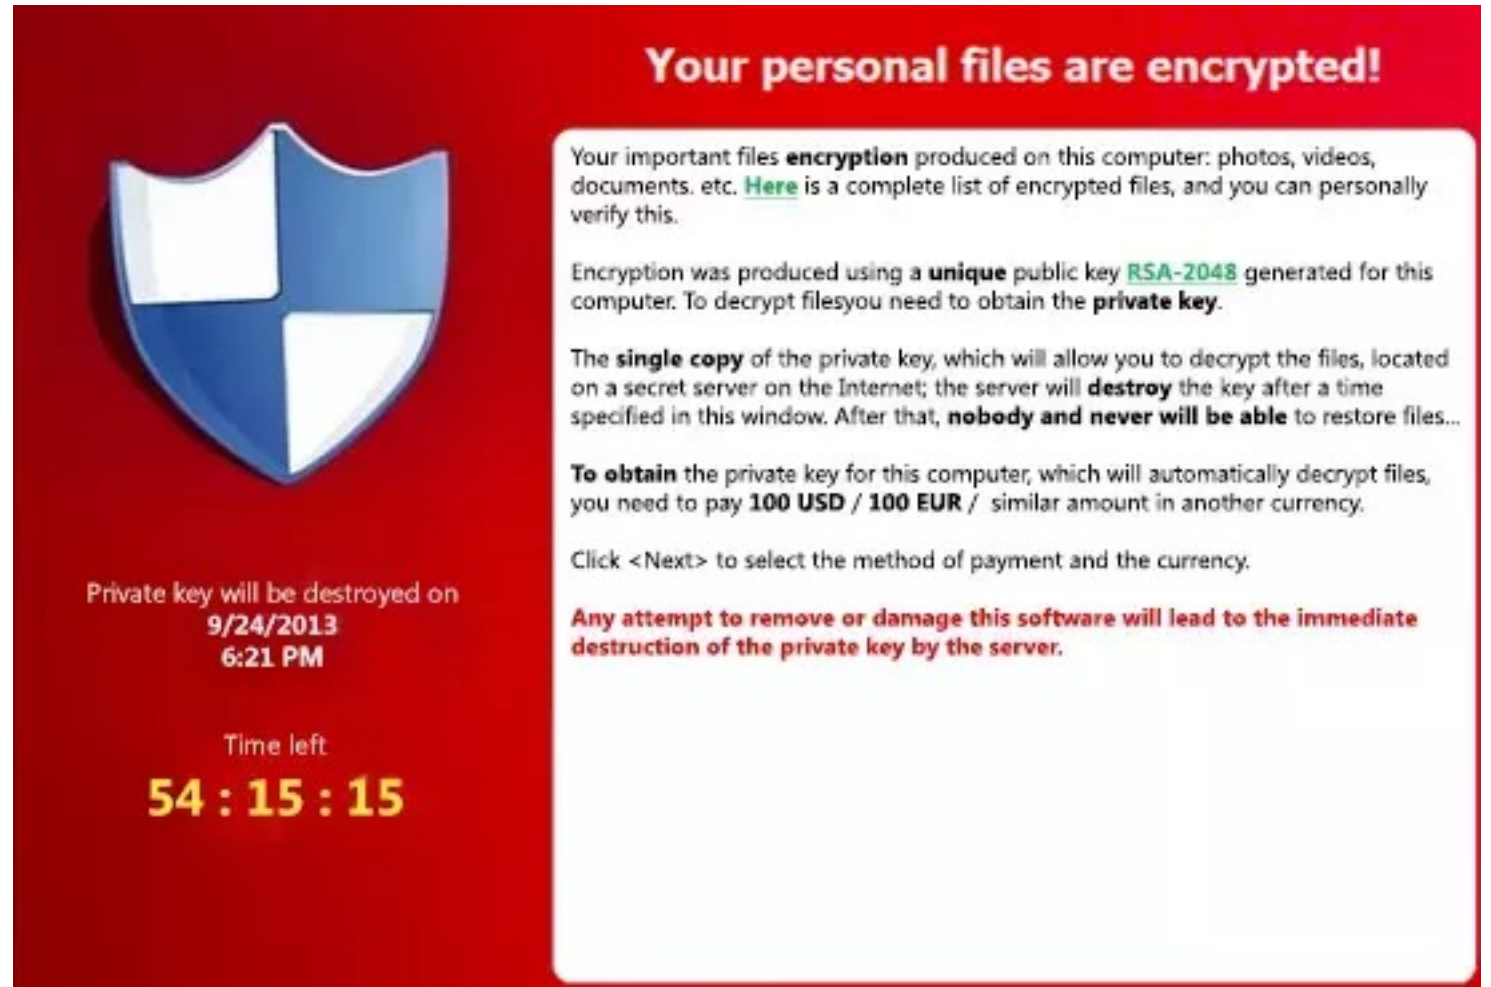 Your personal files are encrypted!
Your important files encryption produced on this computer: photos, videos,
documents. etc. Here is a complete list of encrypted files, and you can personally
verify this.
Encryption was produced using a unique public key RSA-2048 generated for this
computer. To decrypt filesyou need to obtain the private key.
The single copy of the private key, which will allow you to decrypt the files, located
on a secret server on the Internet; the server will destroy the key after a time
specified in this window. After that, nobody and never will be able to restore files...
To obtain the private key for this computer, which will automatically decrypt files,
you need to pay 100 USD / 100 EUR / similar amount in another currency.
Click <Next> to select the method of payment and the currency.
Any attempt to remove or damage this software will lead to the immediate
destruction of the private key by the server.
Private key will be destroyed on
9/24/2013
6:21 PM
Time left
54 : 15 : 15